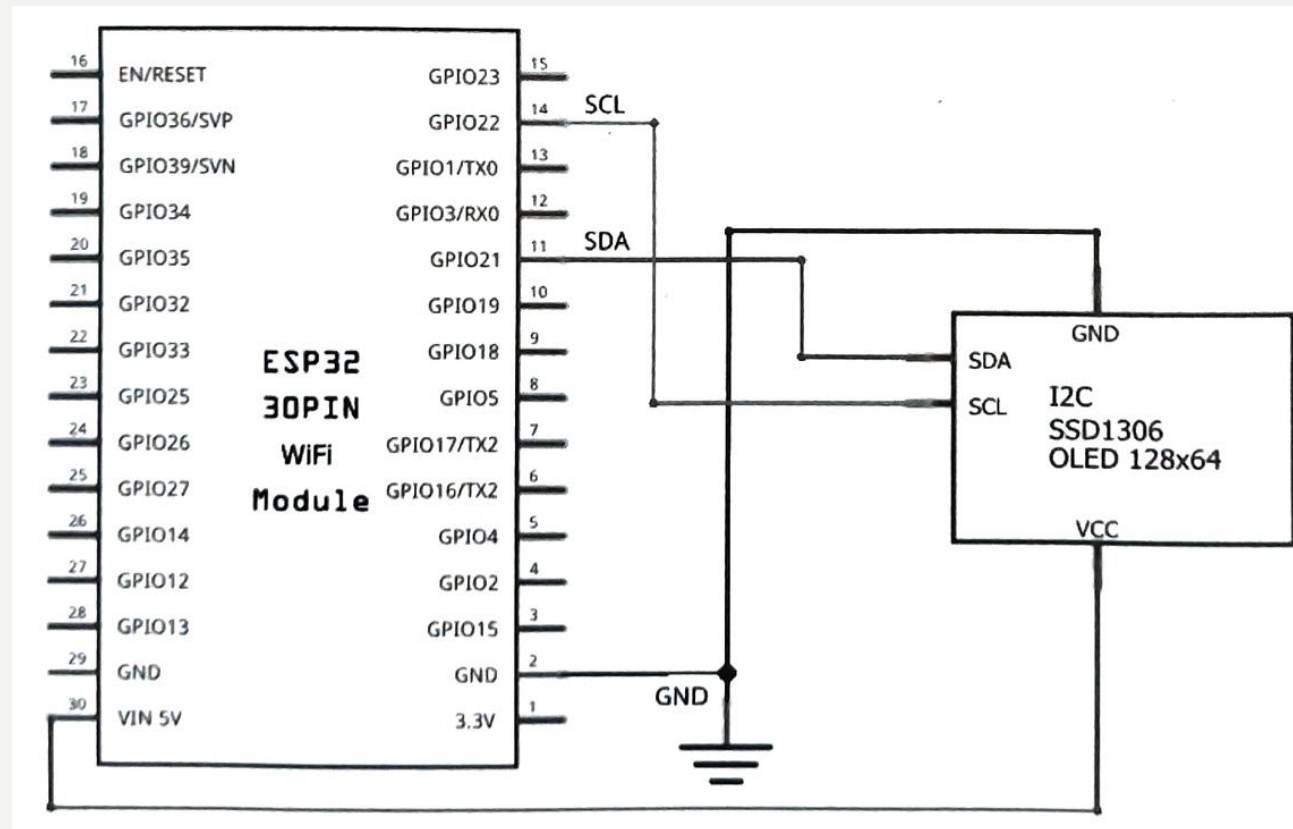 16
EN/RESET
17
GPIO36/SVP
18
GPIO39/SVN
19
GPIO34
20
GPIO35
21
GPIO32
22
GPIO33
23
GPIO25
24
GPIO26
25
GPIO27
26
GPIO14
27
GPIO12
28
GPIO13
29
GND
30
VIN 5V
ESP32
30PIN
WiFi
Module
GPIO23
15
GPIO22
14
SCL
GPIO1/TX0
13
GPIO3/RX0
12
GPIO21
11
SDA
GPIO19
10
GPIO18
9
GPIO5
8
GPIO17/TX2
7
GPIO16/TX2
6
GPIO4
5
GPIO2
4
GPIO15
3
GND
2
GND
3.3V
1
GND
SDA
SCL
I2C
SSD1306
OLED 128x64
VCC